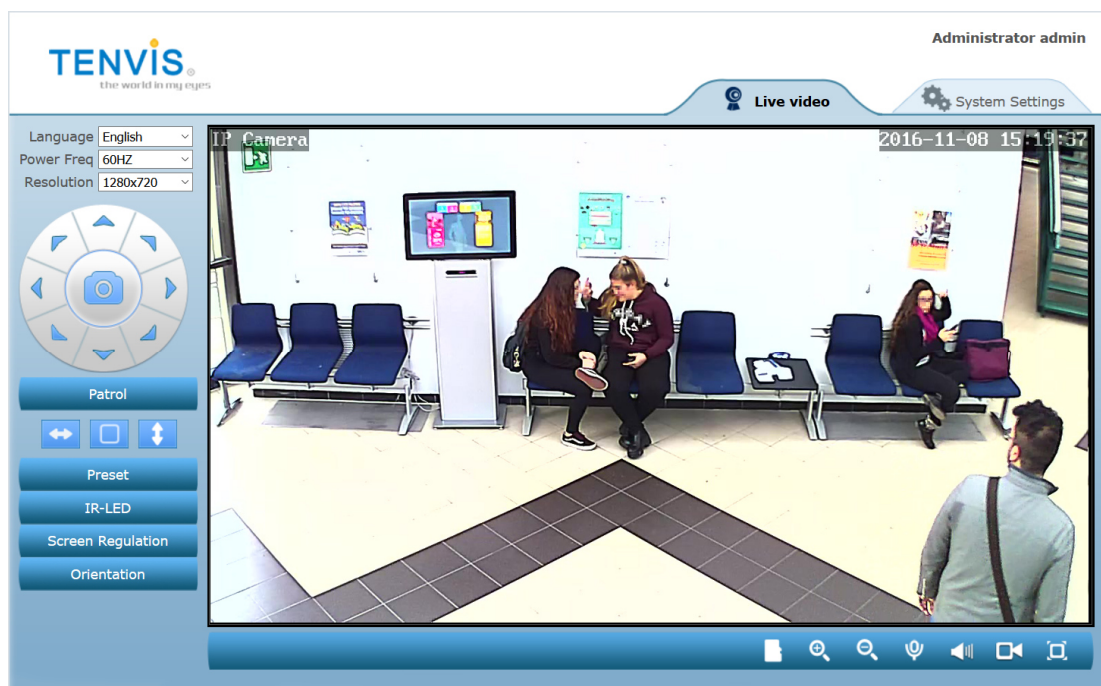 Administrator admin
TENVIS®
the world in my eyes
Live video
System Settings
Language English
Power Freq 60HZ
Resolution 1280x720
IP Camera
2016-11-08 15:19:37
Patrol
Preset
IR-LED
Screen Regulation
Orientation